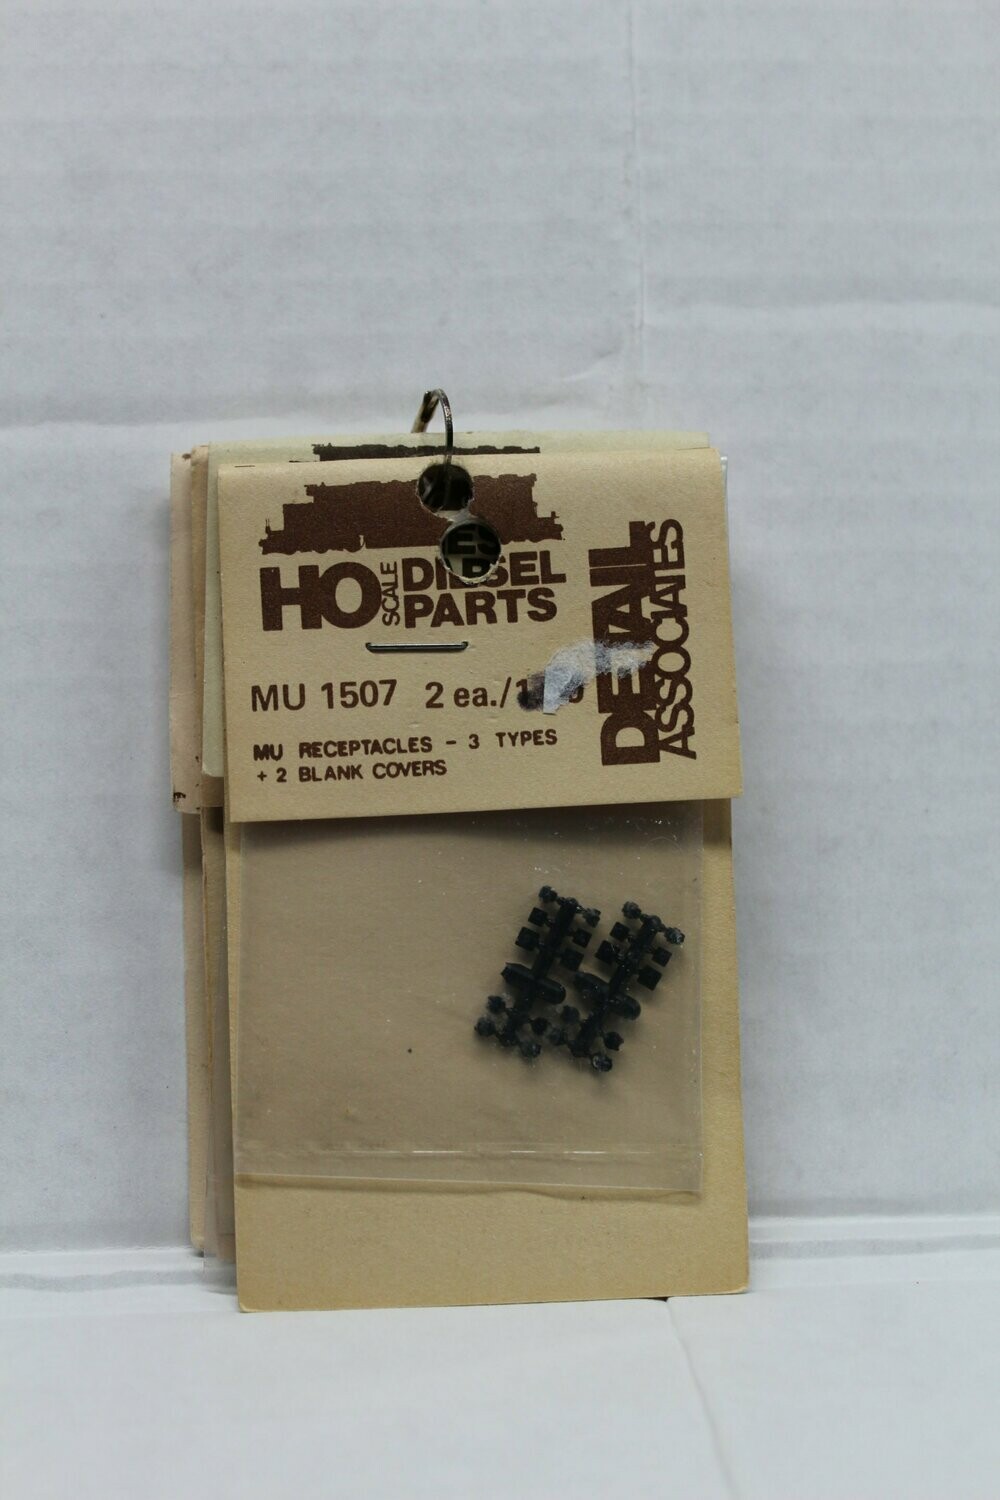 HO SCALE DIESEL PARTS
DETAIL ASSOCIATES
MU 1507 2 ea./
MU RECEPTACLES - 3 TYPES
+ 2 BLANK COVERS